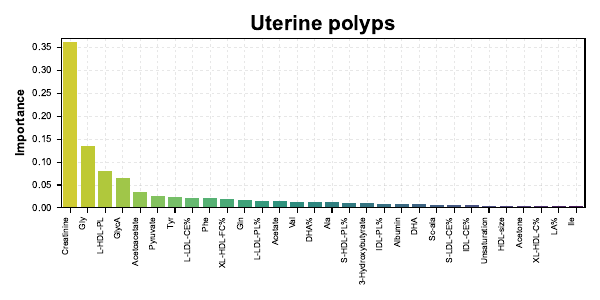 Uterine polyps
Importance
0.35
0.30
0.25
0.20
0.15
0.10
0.05
0.00
Creatinine
Gly
L-HDL-PL
GlycA
Acetoacetate
Pyruvate
Tyr
L-LDL-CE%
Phe
XL-HDL-FC%
Gln
L-LDL-PL%
Acetate
Val
DHA%
Ala
S-HDL-PL%
3-Hydroxybutyrate
IDL-PL%
Albumin
DHA
Sc-ala
S-LDL-CE%
IDL-CE%
Unsaturation
HDL-size
Acetone
XL-HDL-C%
LA%
Ile